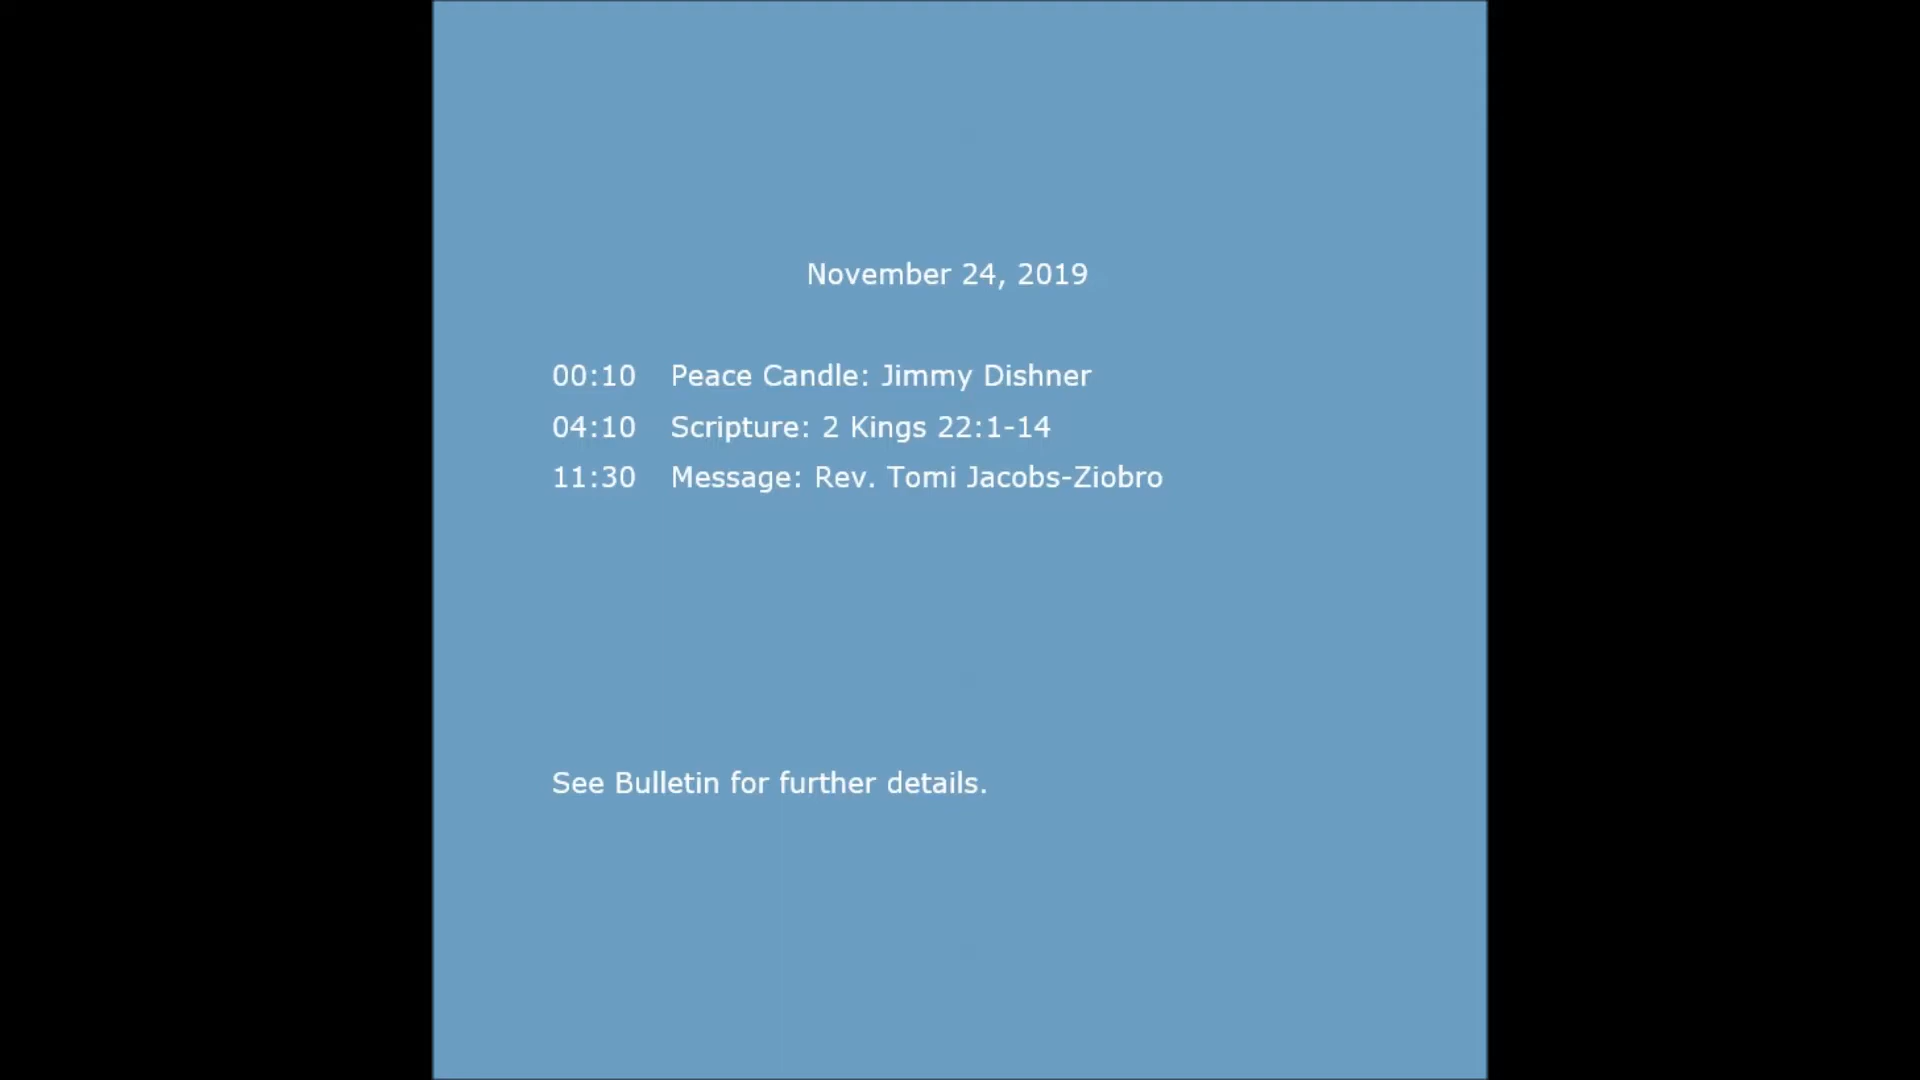 November 24, 2019
00:10 Peace Candle: Jimmy Dishner
04:10 Scripture: 2 Kings 22:1-14
11:30 Message: Rev. Tomi Jacobs-Ziobro
See Bulletin for further details.